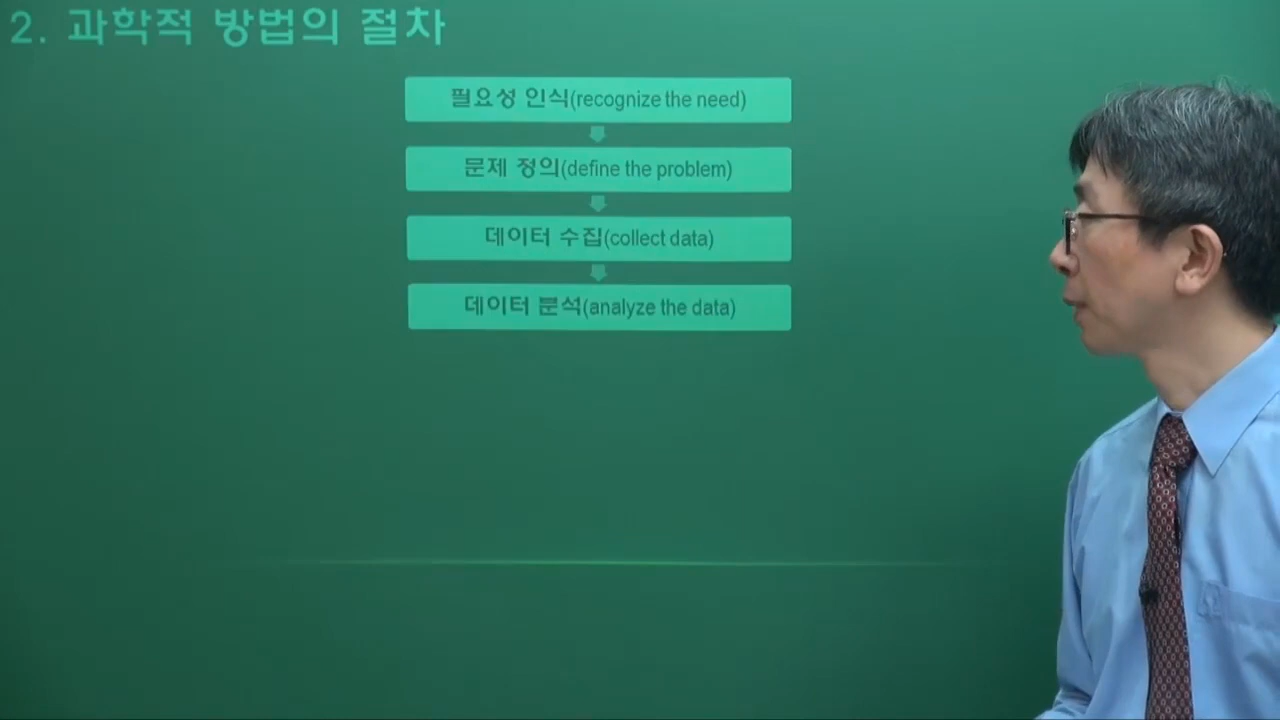 2. 과학적 방법의 절차
필요성 인식(recognize the need)
문제 정의(define the problem)
데이터 수집(collect data)
데이터 분석(analyze the data)